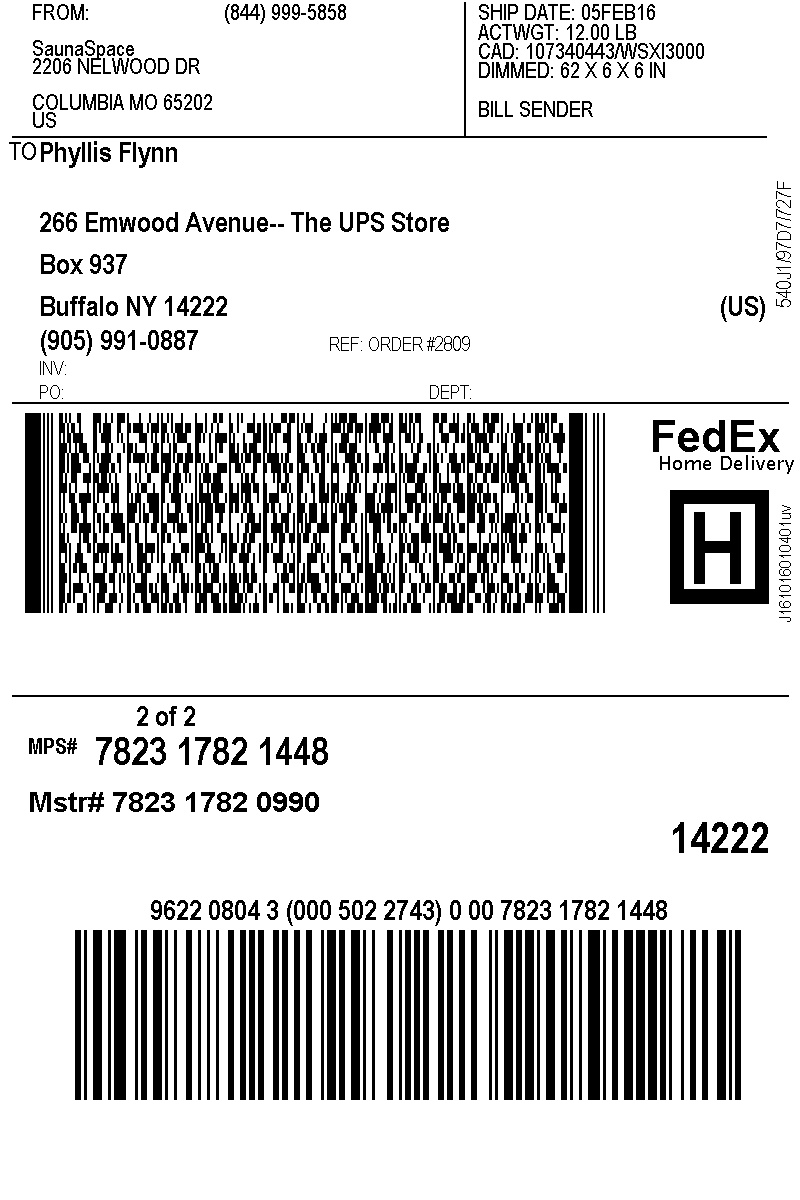 FROM: (844) 999-5858
SaunaSpace
2206 NELWOOD DR
COLUMBIA MO 65202
US
SHIP DATE: 05FEB16
ACTWGT: 12.00 LB
CAD: 107340443/WSXI3000
DIMMED: 62 X 6 X 6 IN
BILL SENDER
TO Phyllis Flynn
266 Emwood Avenue-- The UPS Store
Box 937
Buffalo NY 14222 (US)
(905) 991-0887 REF: ORDER #2809
INV:
PO: DEPT:
540J1/97D7/727F
FedEx
Home Delivery
H
J161016010401uv
2 of 2
MPS# 7823 1782 1448
Mstr# 7823 1782 0990
14222
9622 0804 3 (000 502 2743) 0 00 7823 1782 1448